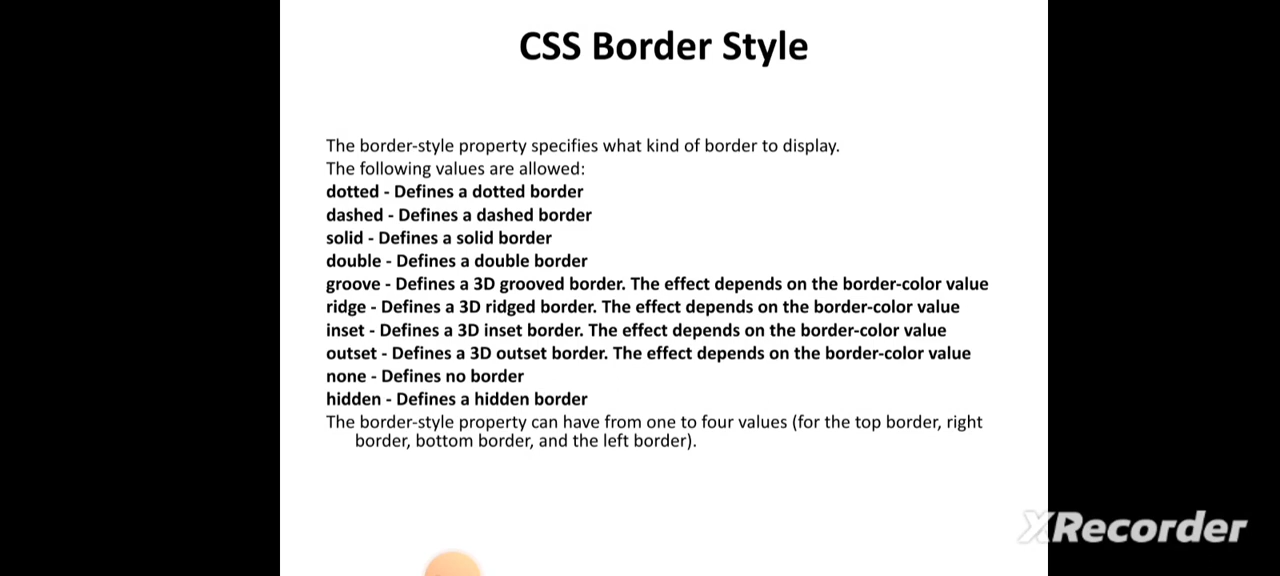 CSS Border Style
The border-style property specifies what kind of border to display.
The following values are allowed:
dotted - Defines a dotted border
dashed - Defines a dashed border
solid - Defines a solid border
double - Defines a double border
groove - Defines a 3D grooved border. The effect depends on the border-color value
ridge - Defines a 3D ridged border. The effect depends on the border-color value
inset - Defines a 3D inset border. The effect depends on the border-color value
outset - Defines a 3D outset border. The effect depends on the border-color value
none - Defines no border
hidden - Defines a hidden border
The border-style property can have from one to four values (for the top border, right
border, bottom border, and the left border).
XRecorder